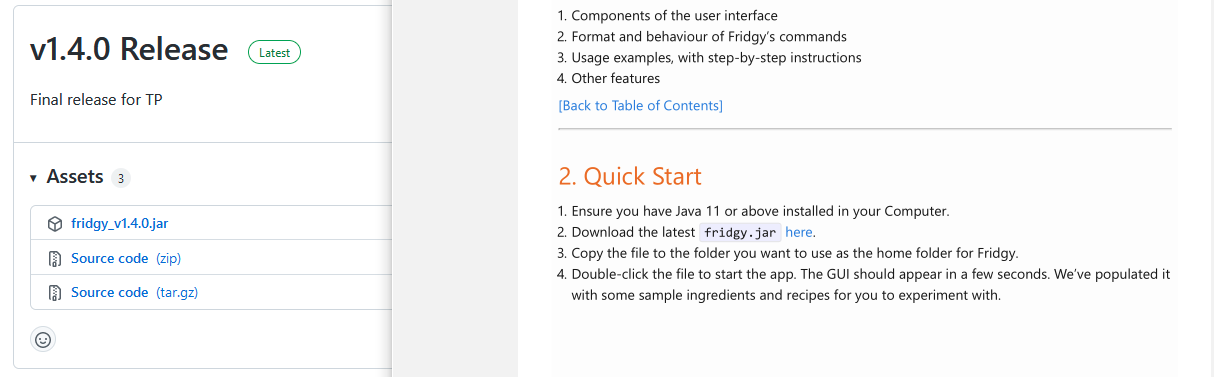 v1.4.0 Release Latest
Final release for TP
▾ Assets 3
fridgy_v1.4.0.jar
Source code (zip)
Source code (tar.gz)
1. Components of the user interface
2. Format and behaviour of Fridgy's commands
3. Usage examples, with step-by-step instructions
4. Other features
[Back to Table of Contents]
2. Quick Start
1. Ensure you have Java 11 or above installed in your Computer.
2. Download the latest fridgy.jar here.
3. Copy the file to the folder you want to use as the home folder for Fridgy.
4. Double-click the file to start the app. The GUI should appear in a few seconds. We've populated it
with some sample ingredients and recipes for you to experiment with.